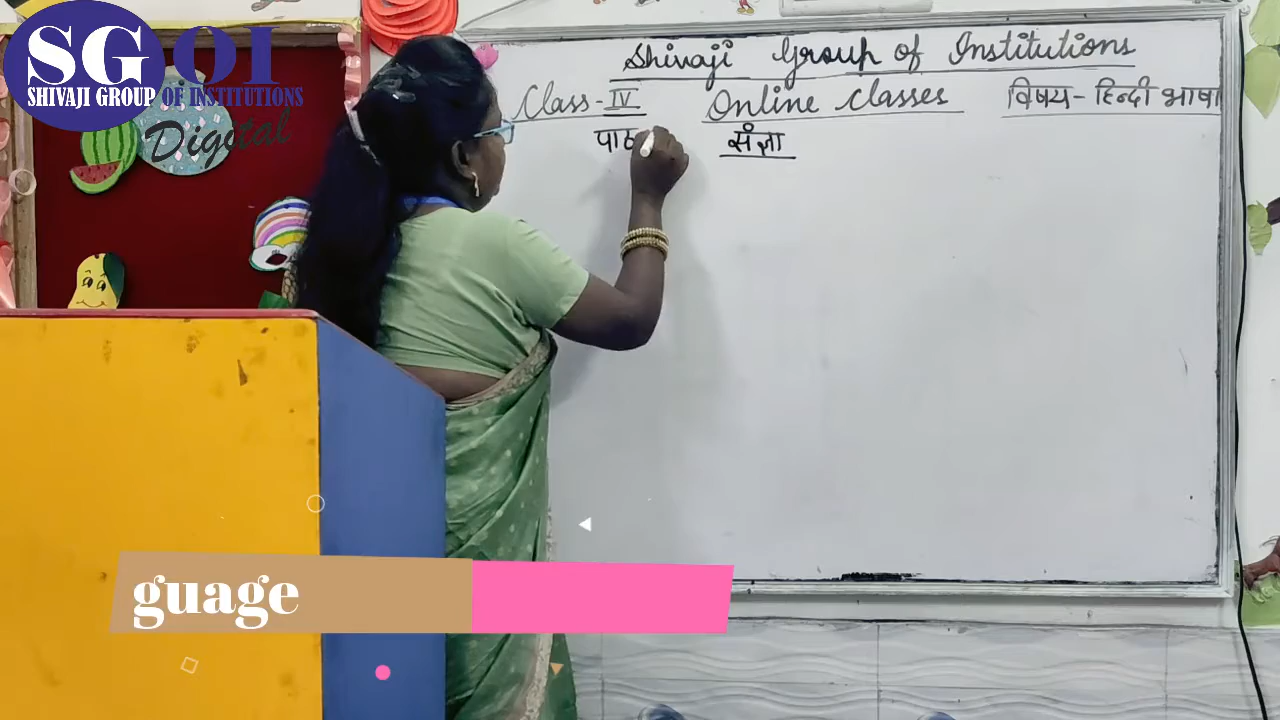 SGOI
SHIVAJI GROUP OF INSTITUTIONS
Digital
Shivaji Group of Institutions
Class-IV Online Classes विषय- हिन्दी भाषा
पाठ संज्ञा
guage